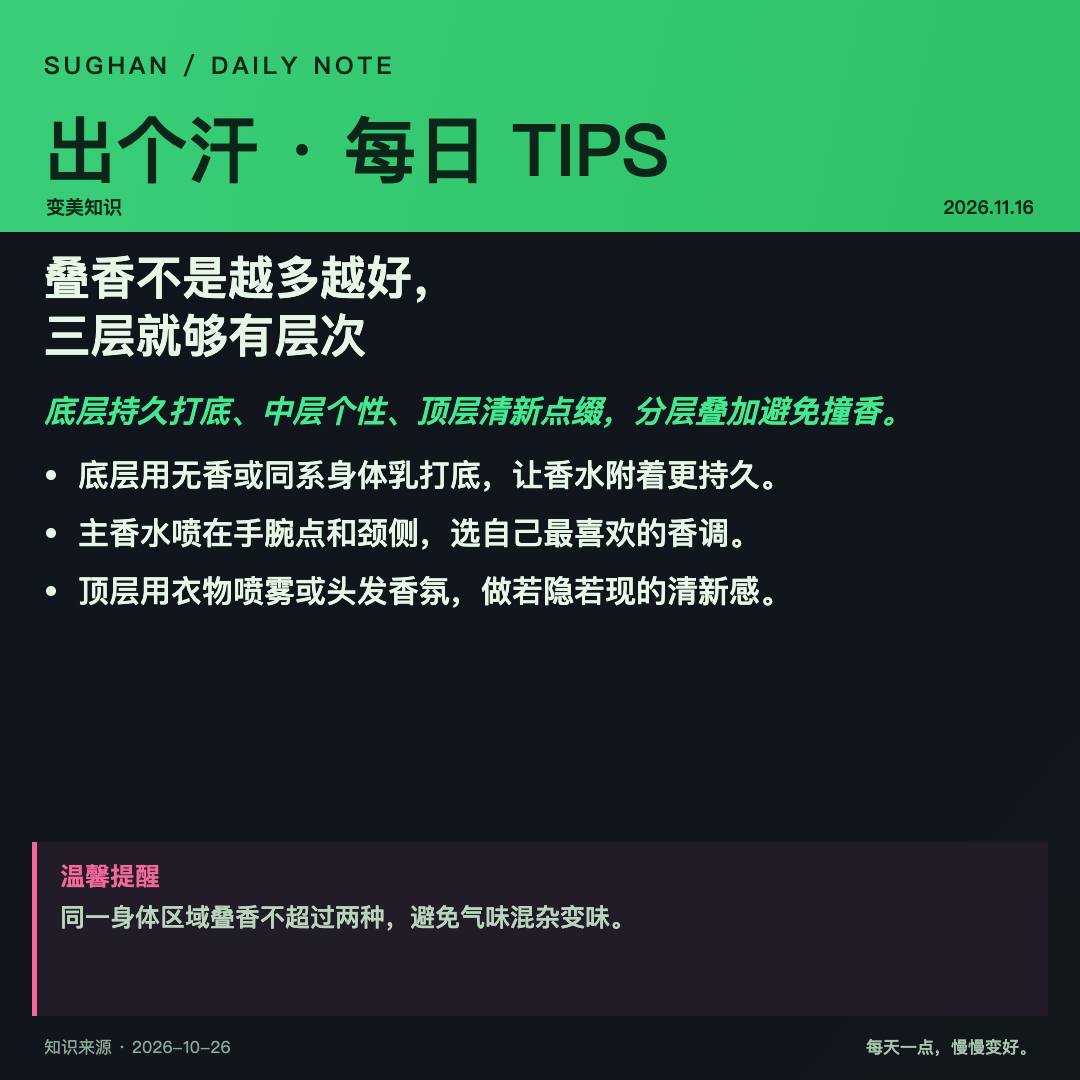 SUGHAN / DAILY NOTE
出个汗 · 每日 TIPS
变美知识
2026.11.16
叠香不是越多越好，
三层就够有层次
底层持久打底、中层个性、顶层清新点缀，分层叠加避免撞香。
• 底层用无香或同系身体乳打底，让香水附着更持久。
• 主香水喷在手腕点和颈侧，选自己最喜欢的香调。
• 顶层用衣物喷雾或头发香氛，做若隐若现的清新感。
温馨提醒
同一身体区域叠香不超过两种，避免气味混杂变味。
知识来源 · 2026–10–26
每天一点，慢慢变好。